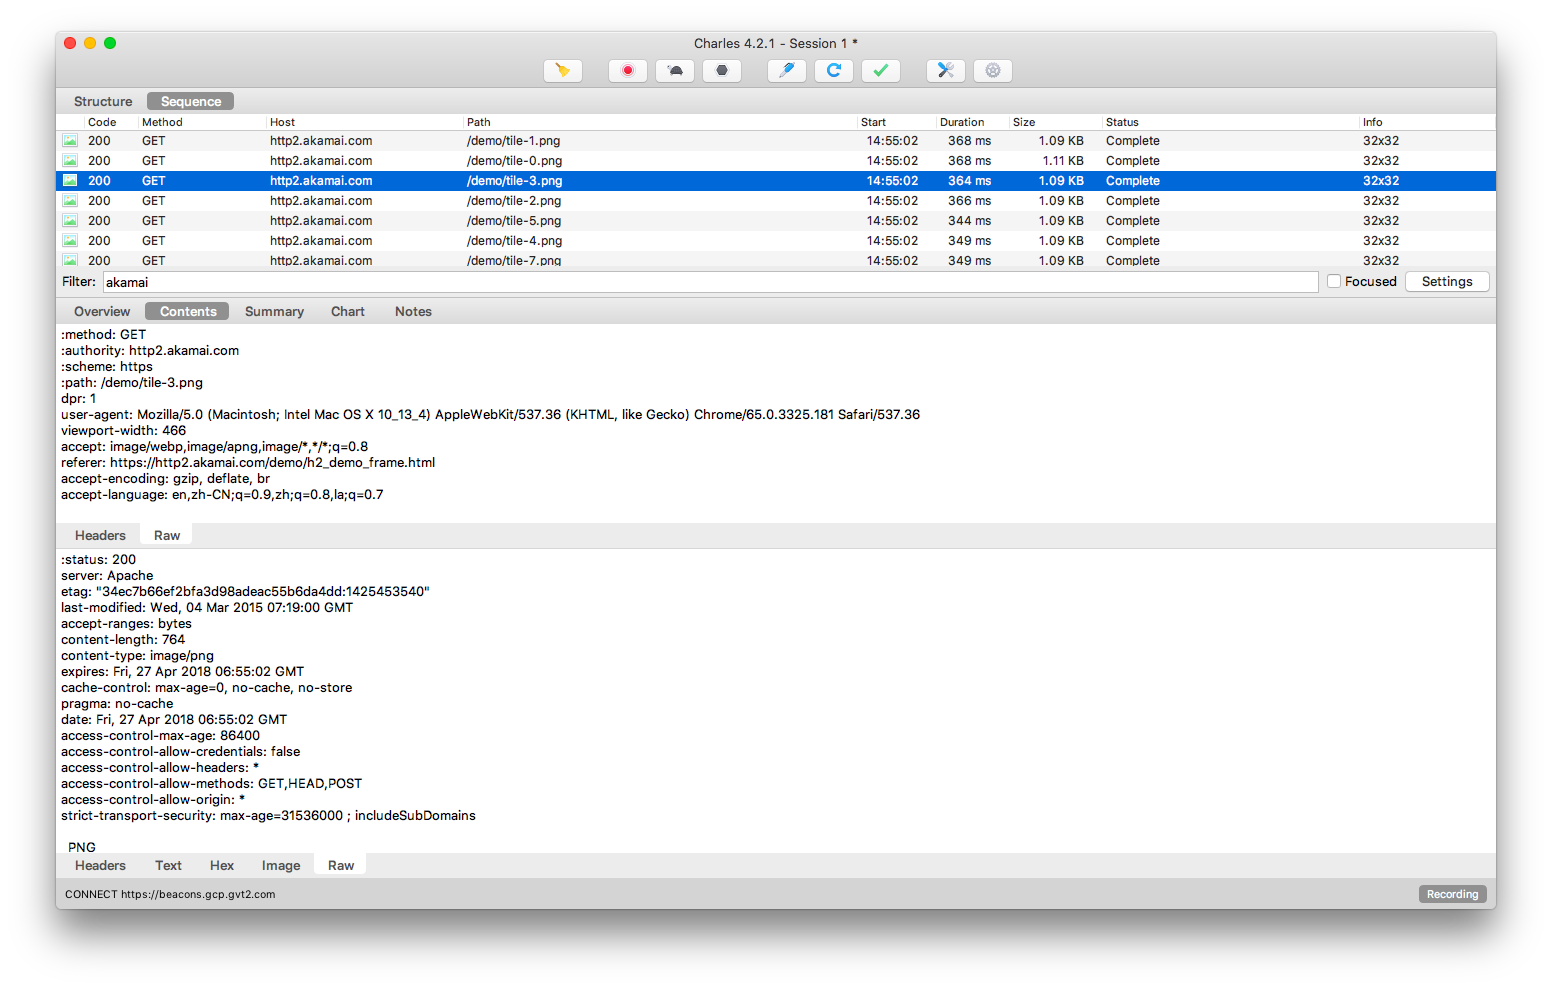 Charles 4.2.1 - Session 1 *
Structure Sequence
Code Method Host Path Start Duration Size Status Info
200 GET http2.akamai.com /demo/tile-1.png 14:55:02 368 ms 1.09 KB Complete 32x32
200 GET http2.akamai.com /demo/tile-0.png 14:55:02 368 ms 1.11 KB Complete 32x32
200 GET http2.akamai.com /demo/tile-3.png 14:55:02 364 ms 1.09 KB Complete 32x32
200 GET http2.akamai.com /demo/tile-2.png 14:55:02 366 ms 1.09 KB Complete 32x32
200 GET http2.akamai.com /demo/tile-5.png 14:55:02 344 ms 1.09 KB Complete 32x32
200 GET http2.akamai.com /demo/tile-4.png 14:55:02 349 ms 1.09 KB Complete 32x32
200 GET http2.akamai.com /demo/tile-7.png 14:55:02 349 ms 1.09 KB Complete 32x32
Filter: akamai Focused Settings
Overview Contents Summary Chart Notes
:method: GET
:authority: http2.akamai.com
:scheme: https
:path: /demo/tile-3.png
dpr: 1
user-agent: Mozilla/5.0 (Macintosh; Intel Mac OS X 10_13_4) AppleWebKit/537.36 (KHTML, like Gecko) Chrome/65.0.3325.181 Safari/537.36
viewport-width: 466
accept: image/webp,image/apng,image/*,*/*;q=0.8
referer: https://http2.akamai.com/demo/h2_demo_frame.html
accept-encoding: gzip, deflate, br
accept-language: en,zh-CN;q=0.9,zh;q=0.8,la;q=0.7
Headers Raw
:status: 200
server: Apache
etag: "34ec7b66ef2bfa3d98adeac55b6da4dd:1425453540"
last-modified: Wed, 04 Mar 2015 07:19:00 GMT
accept-ranges: bytes
content-length: 764
content-type: image/png
expires: Fri, 27 Apr 2018 06:55:02 GMT
cache-control: max-age=0, no-cache, no-store
pragma: no-cache
date: Fri, 27 Apr 2018 06:55:02 GMT
access-control-max-age: 86400
access-control-allow-credentials: false
access-control-allow-headers: *
access-control-allow-methods: GET,HEAD,POST
access-control-allow-origin: *
strict-transport-security: max-age=31536000 ; includeSubDomains
PNG
Headers Text Hex Image Raw
CONNECT https://beacons.gcp.gvt2.com Recording